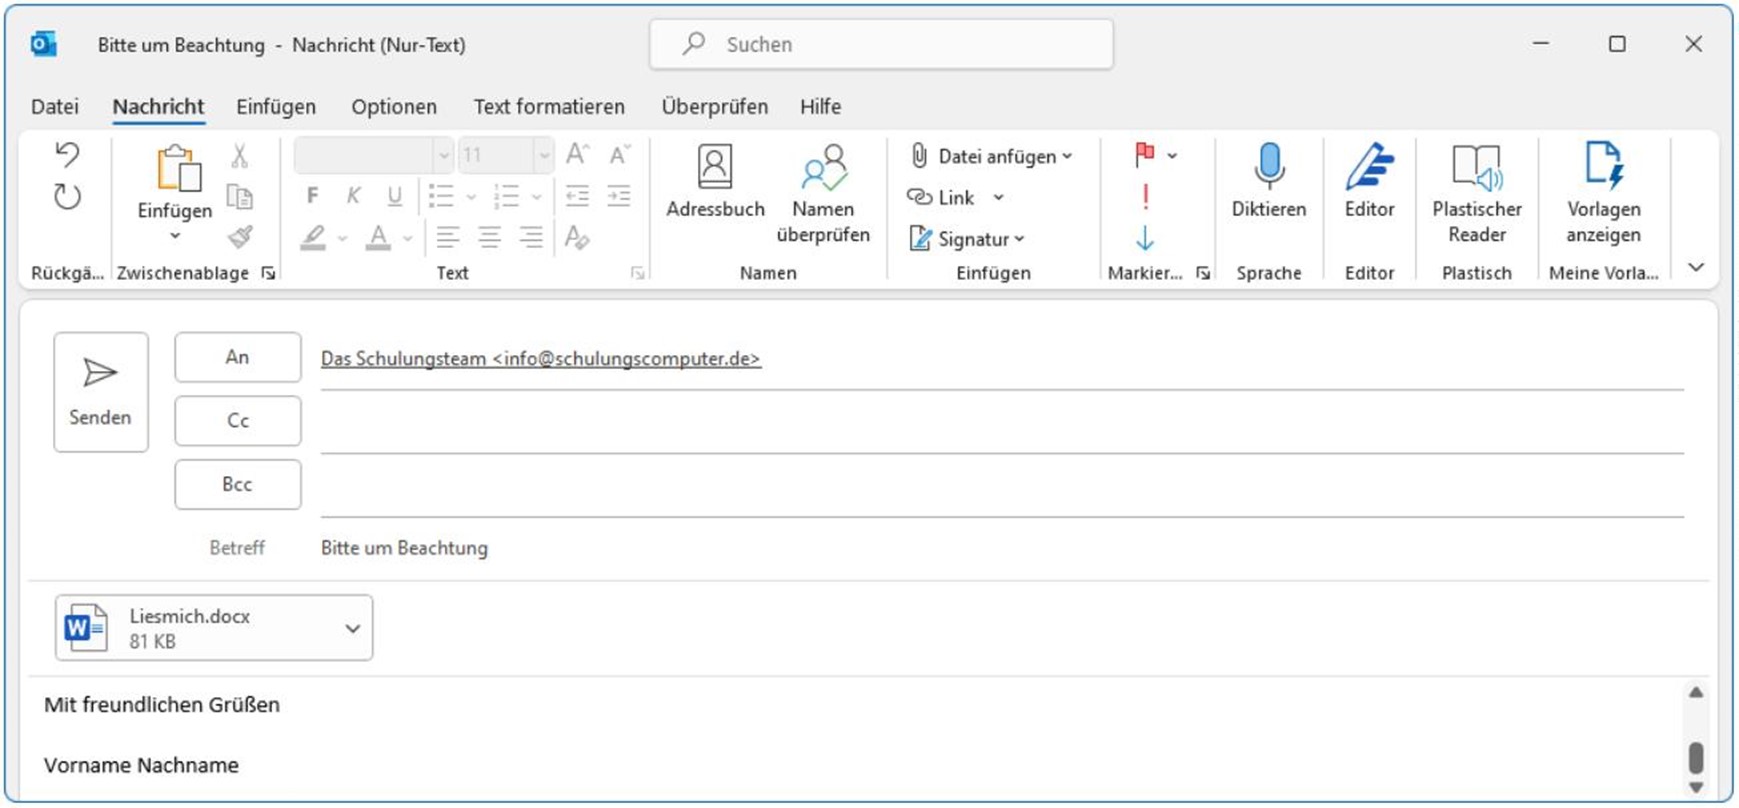 Bitte um Beachtung - Nachricht (Nur-Text)
Suchen
Datei Nachricht Einfügen Optionen Text formatieren Überprüfen Hilfe
Einfügen
11
F K U
Adressbuch
Namen
überprüfen
Datei anfügen
Link
Signatur
Diktieren
Editor
Plastischer
Reader
Vorlagen
anzeigen
Rückgä... Zwischenablage Text Namen Einfügen Markier... Sprache Editor Plastisch Meine Vorla...
Senden
An
Das Schulungsteam <info@schulungscomputer.de>
Cc
Bcc
Betreff
Bitte um Beachtung
Liesmich.docx
81 KB
Mit freundlichen Grüßen
Vorname Nachname